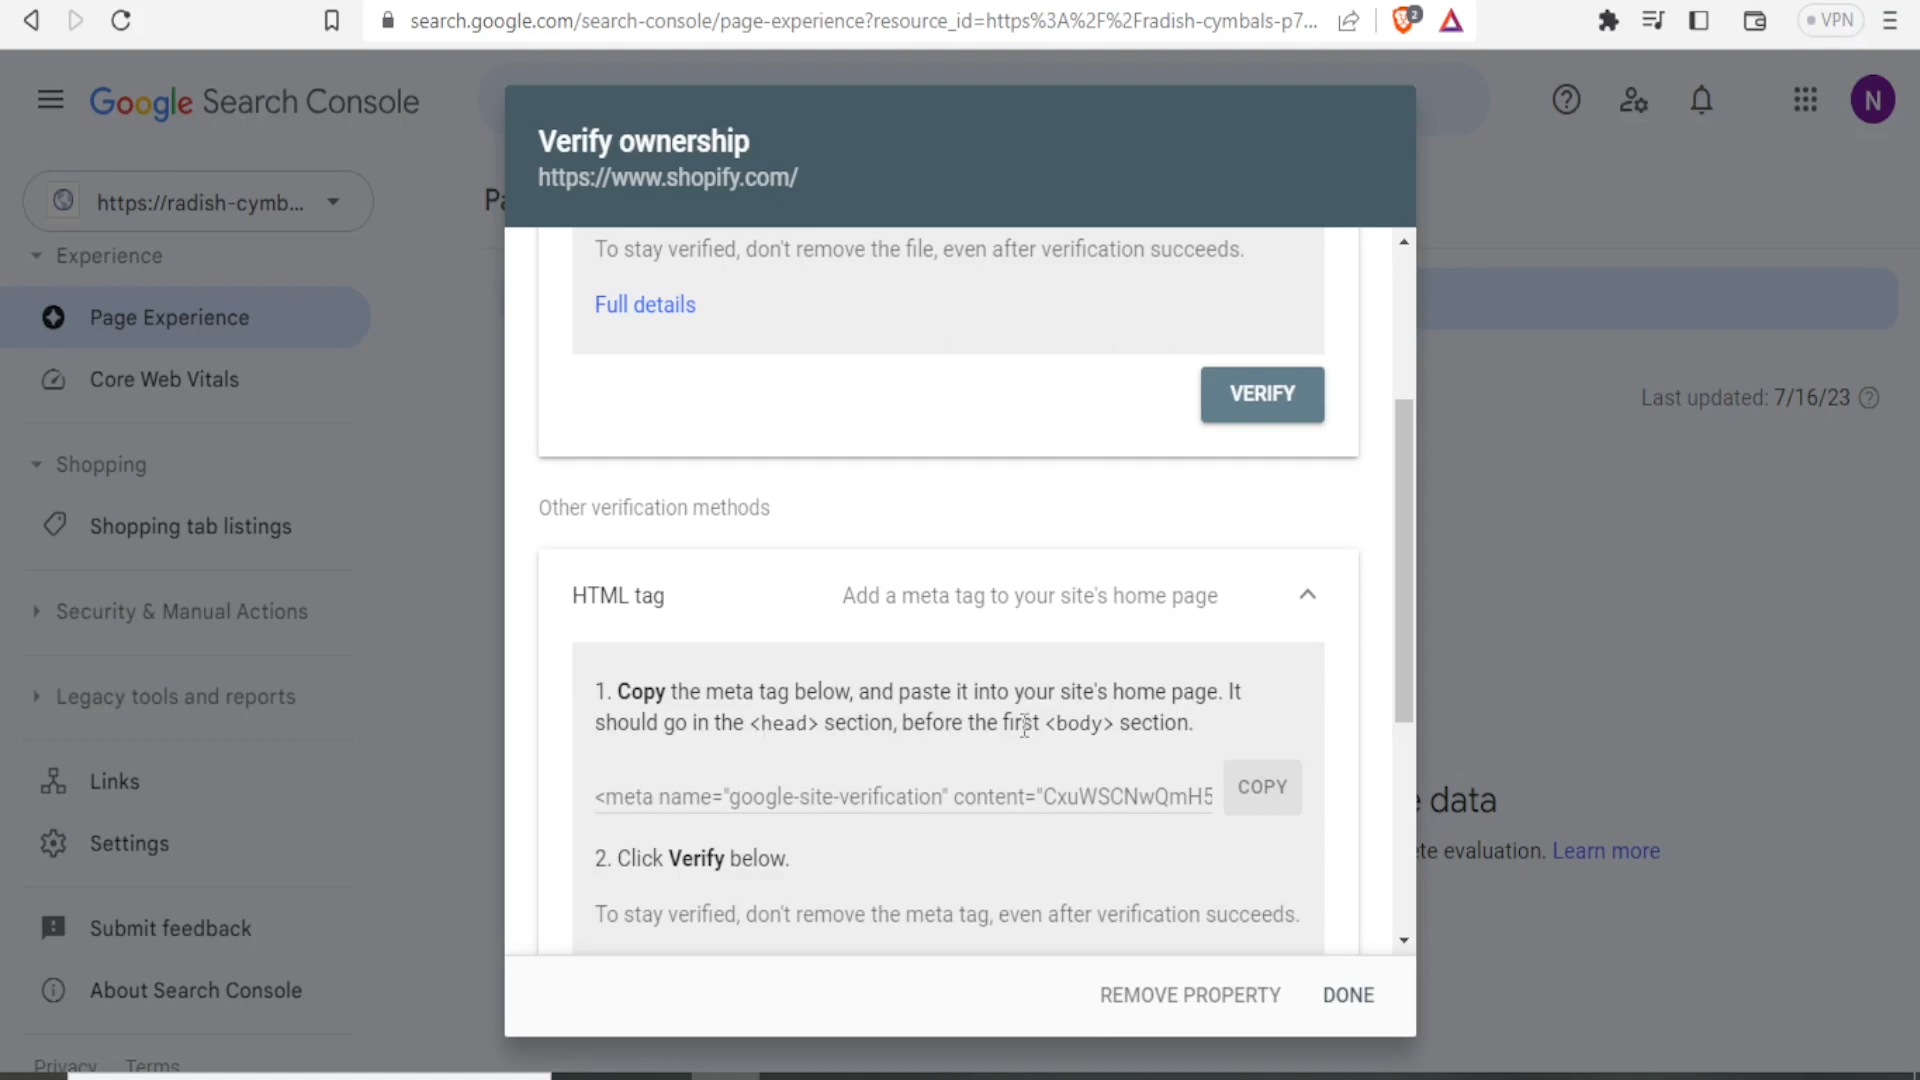 search.google.com/search-console/page-experience?resource_id=https%3A%2F%2Fradish-cymbals-p7...
2
VPN
Google Search Console
N
Verify ownership
https://www.shopify.com/
https://radish-cymb...
Pa
Experience
Page Experience
Core Web Vitals
Shopping
Shopping tab listings
Security & Manual Actions
Legacy tools and reports
Links
Settings
Submit feedback
About Search Console
Privacy Terms
To stay verified, don't remove the file, even after verification succeeds.
Full details
VERIFY
Other verification methods
HTML tag Add a meta tag to your site's home page
1. Copy the meta tag below, and paste it into your site's home page. It
should go in the <head> section, before the first <body> section.
<meta name="google-site-verification" content="CxuWSCNwQmH5
COPY
2. Click Verify below.
To stay verified, don't remove the meta tag, even after verification succeeds.
REMOVE PROPERTY DONE
Last updated: 7/16/23
data
te evaluation. Learn more